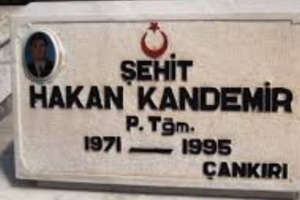 ŞEHİT
HAKAN KANDEMİR
P. Tğm.
1971 — 1995
ÇANKIRI